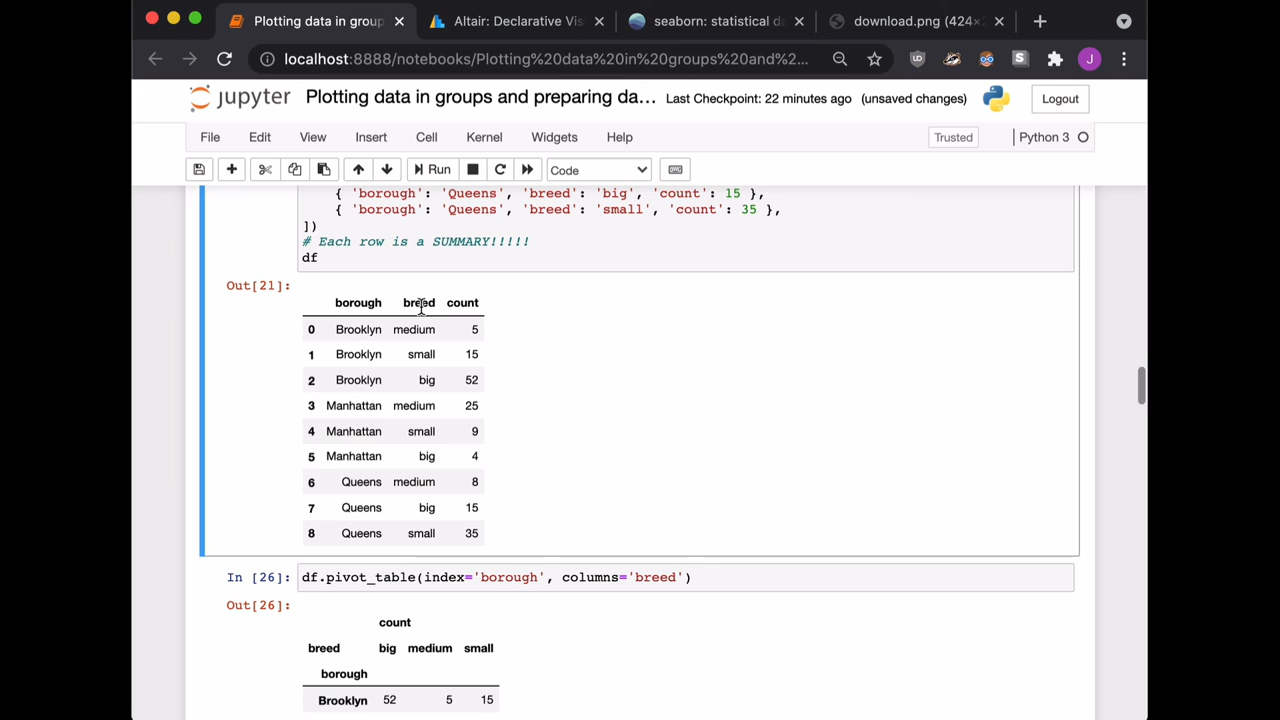 Plotting data in group
Altair: Declarative Vis
seaborn: statistical d
download.png (424×2
localhost:8888/notebooks/Plotting%20data%20in%20groups%20and%2...
J
jupyter Plotting data in groups and preparing da... Last Checkpoint: 22 minutes ago (unsaved changes) Logout
File Edit View Insert Cell Kernel Widgets Help Trusted Python 3
Run Code
{ 'borough': 'Queens', 'breed': 'big', 'count': 15 },
{ 'borough': 'Queens', 'breed': 'small', 'count': 35 },
])
# Each row is a SUMMARY!!!!!
df
Out[21]:
borough breed count
0 Brooklyn medium 5
1 Brooklyn small 15
2 Brooklyn big 52
3 Manhattan medium 25
4 Manhattan small 9
5 Manhattan big 4
6 Queens medium 8
7 Queens big 15
8 Queens small 35
In [26]: df.pivot_table(index='borough', columns='breed')
Out[26]:
count
breed big medium small
borough
Brooklyn 52 5 15